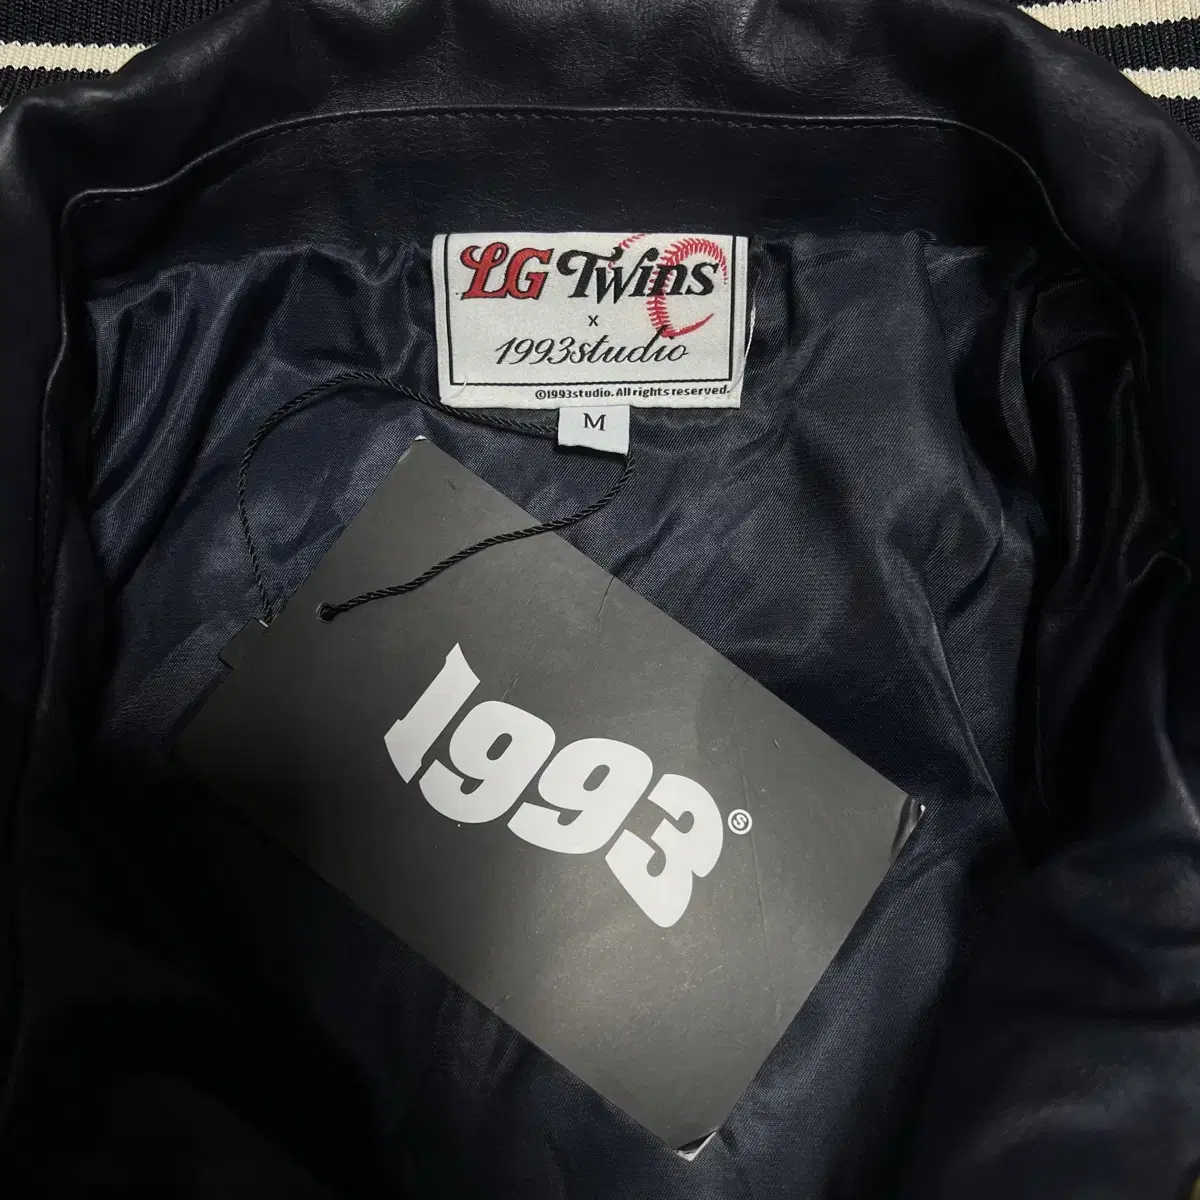 LG Twins
x
1993studio
©1993studio. All rights reserved.
M
1993 Ⓢ